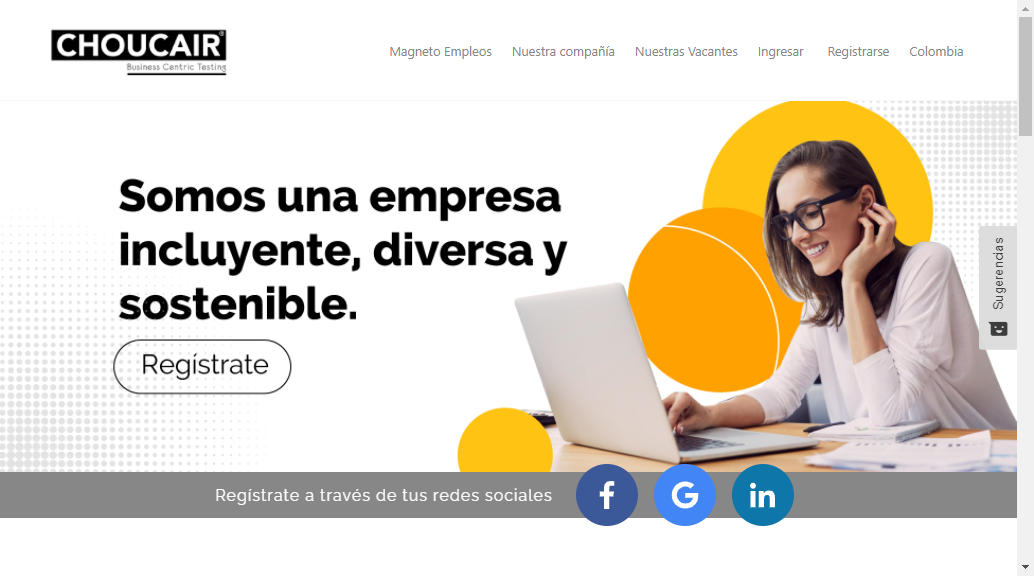 CHOUCAIR®
Business Centric Testing
Magneto Empleos
Nuestra compañía
Nuestras Vacantes
Ingresar
Registrarse
Colombia
Somos una empresa
incluyente, diversa y
sostenible.
Regístrate
Sugerencias
Regístrate a través de tus redes sociales
f
G
in